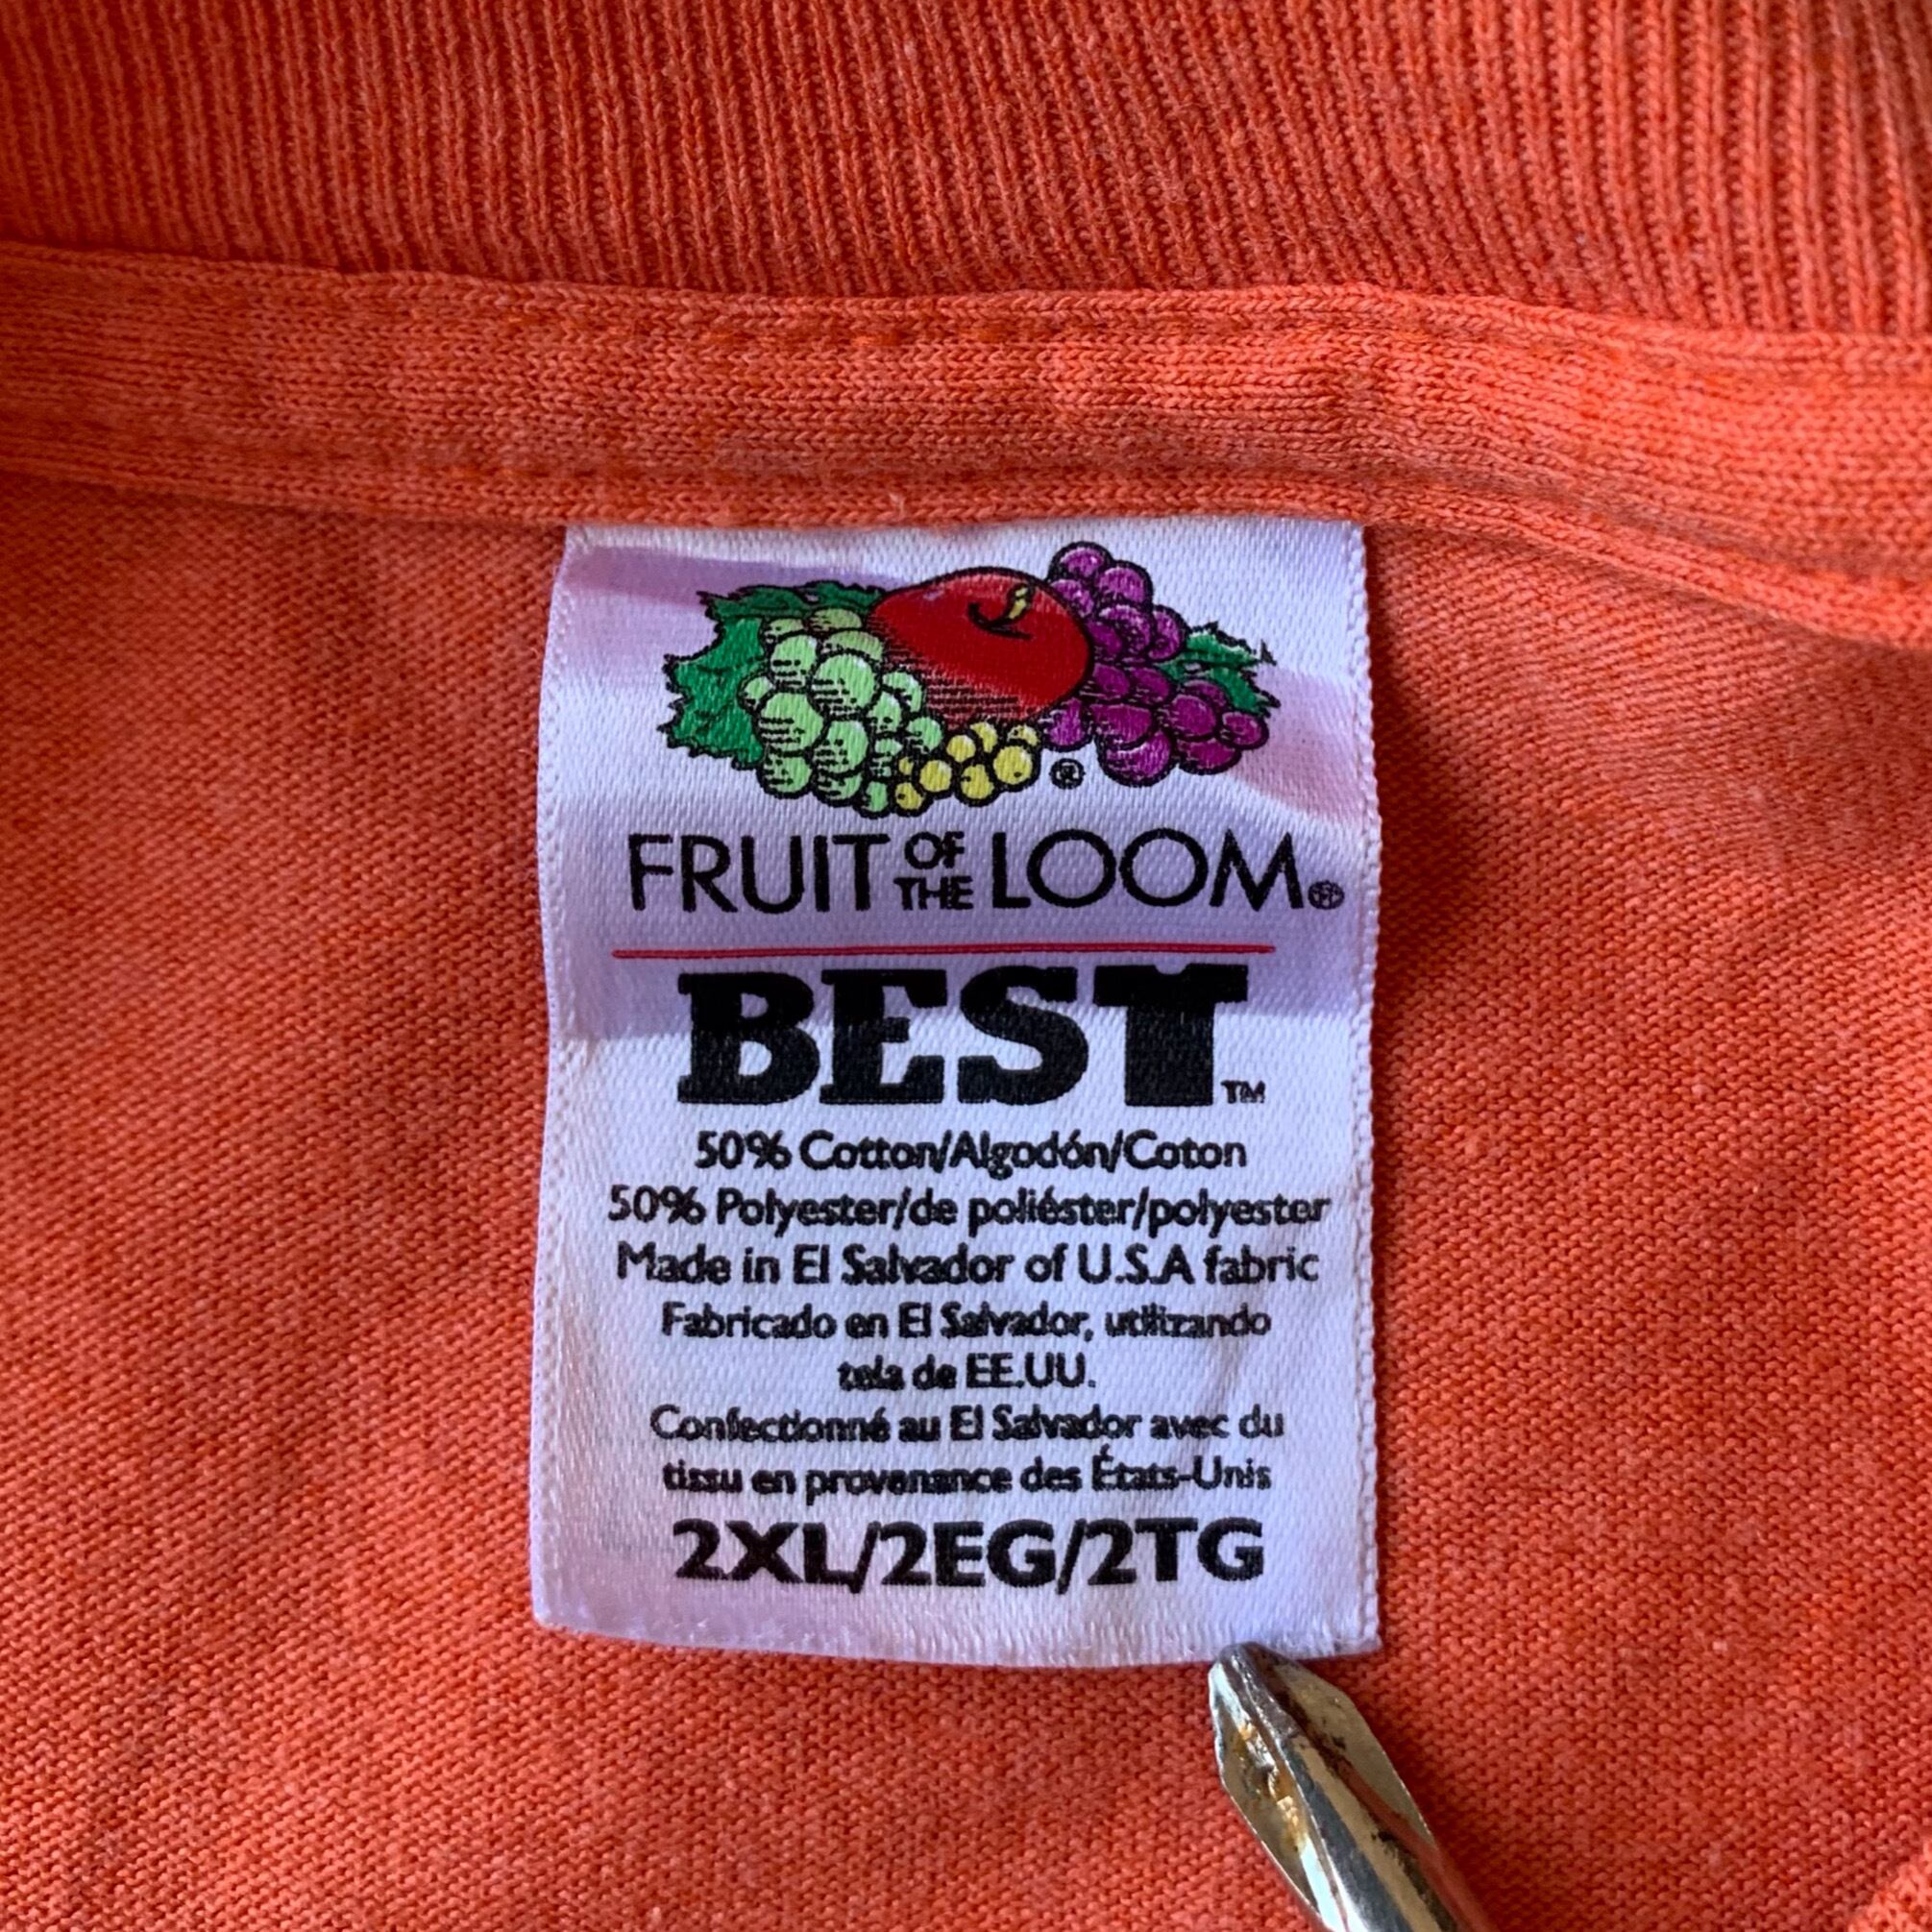 ®
FRUIT OF THE LOOM®
BEST™
50% Cotton/Algodón/Coton
50% Polyester/de poliéster/polyester
Made in El Salvador of U.S.A fabric
Fabricado en El Salvador, utilizando
tela de EE.UU.
Confectionné au El Salvador avec du
tissu en provenance des États-Unis
2XL/2EG/2TG